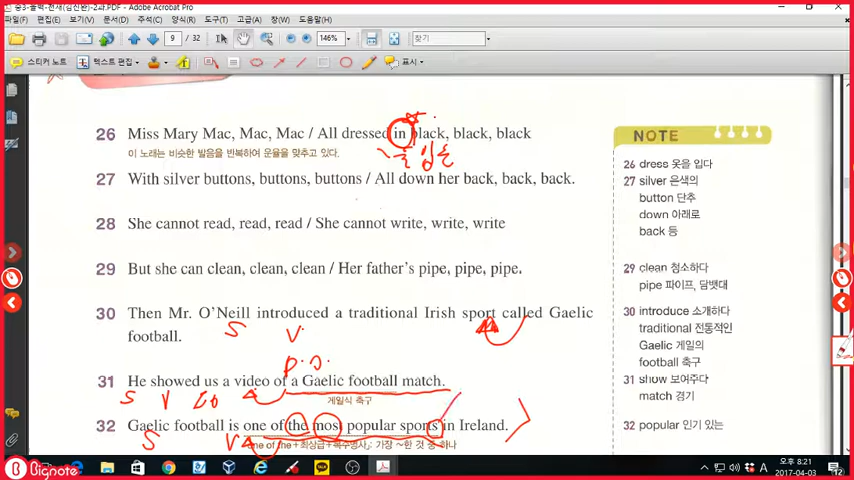 중3-플럭-천재(김진완)-2과.PDF - Adobe Acrobat Pro
파일(F) 편집(E) 보기(V) 문서(D) 주석(C) 양식(R) 도구(T) 고급(A) 창(W) 도움말(H)
9 / 32 146% 찾기
스티커 노트 텍스트 편집 표시
26 Miss Mary Mac, Mac, Mac / All dressed in black, black, black
이 노래는 비슷한 발음을 반복하여 운율을 맞추고 있다.
~을 입은
27 With silver buttons, buttons, buttons / All down her back, back, back.
28 She cannot read, read, read / She cannot write, write, write
29 But she can clean, clean, clean / Her father's pipe, pipe, pipe.
30 Then Mr. O'Neill introduced a traditional Irish sport called Gaelic
football.
S V
P.O.
31 He showed us a video of a Gaelic football match.
게일식 축구
S V
32 Gaelic football is one of the most popular sports in Ireland.
one of the + 최상급 + 복수명사 : 가장 ~한 것 중 하나
S V
NOTE
26 dress 옷을 입다
27 silver 은색의
button 단추
down 아래로
back 등
29 clean 청소하다
pipe 파이프, 담뱃대
30 introduce 소개하다
traditional 전통적인
Gaelic 게일의
football 축구
31 show 보여주다
match 경기
32 popular 인기 있는
Bignote
TALK
A 오후 8:21
2017-04-03
12